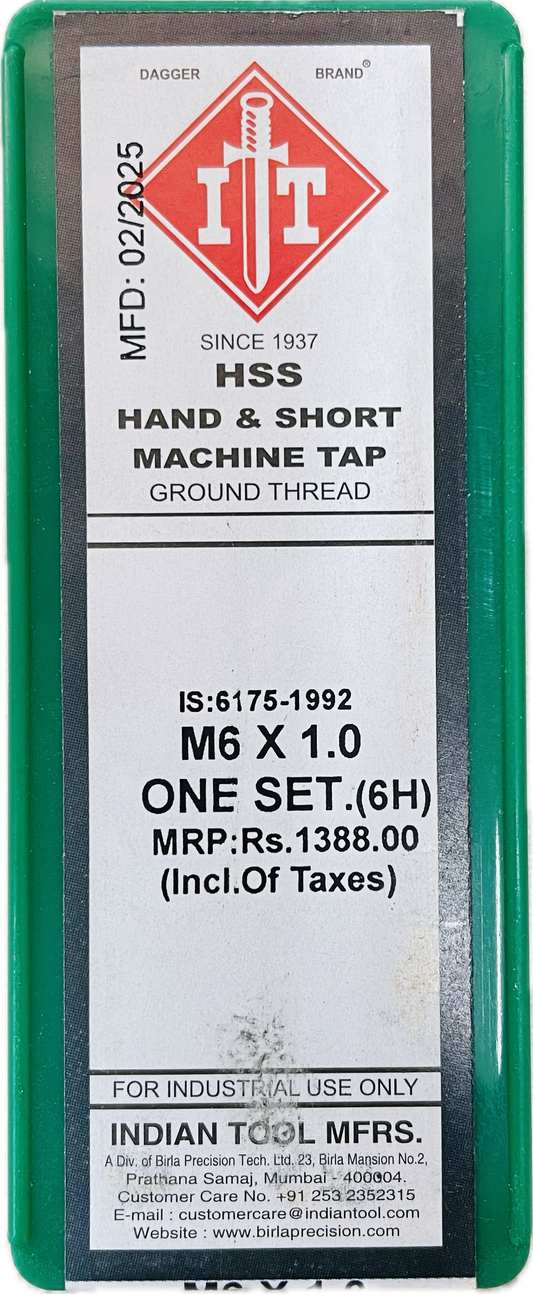 DAGGER BRAND®
I T
MFD: 02/2025
SINCE 1937
HSS
HAND & SHORT
MACHINE TAP
GROUND THREAD
IS:6175-1992
M6 X 1.0
ONE SET.(6H)
MRP:Rs.1388.00
(Incl.Of Taxes)
FOR INDUSTRIAL USE ONLY
INDIAN TOOL MFRS.
A Div. of Birla Precision Tech. Ltd. 23, Birla Mansion No.2,
Prathana Samaj, Mumbai - 400004.
Customer Care No. +91 253 2352315
E-mail : customercare@indiantool.com
Website : www.birlaprecision.com
M6 X 1.0